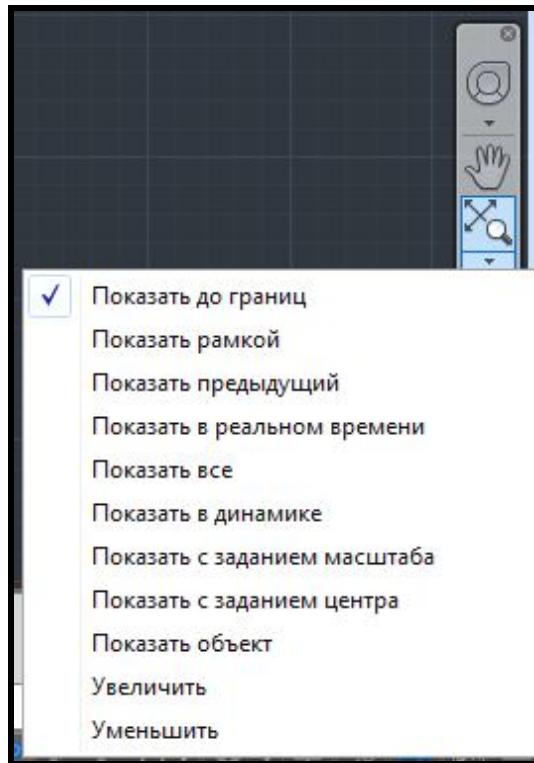 Показать до границ
Показать рамкой
Показать предыдущий
Показать в реальном времени
Показать все
Показать в динамике
Показать с заданием масштаба
Показать с заданием центра
Показать объект
Увеличить
Уменьшить